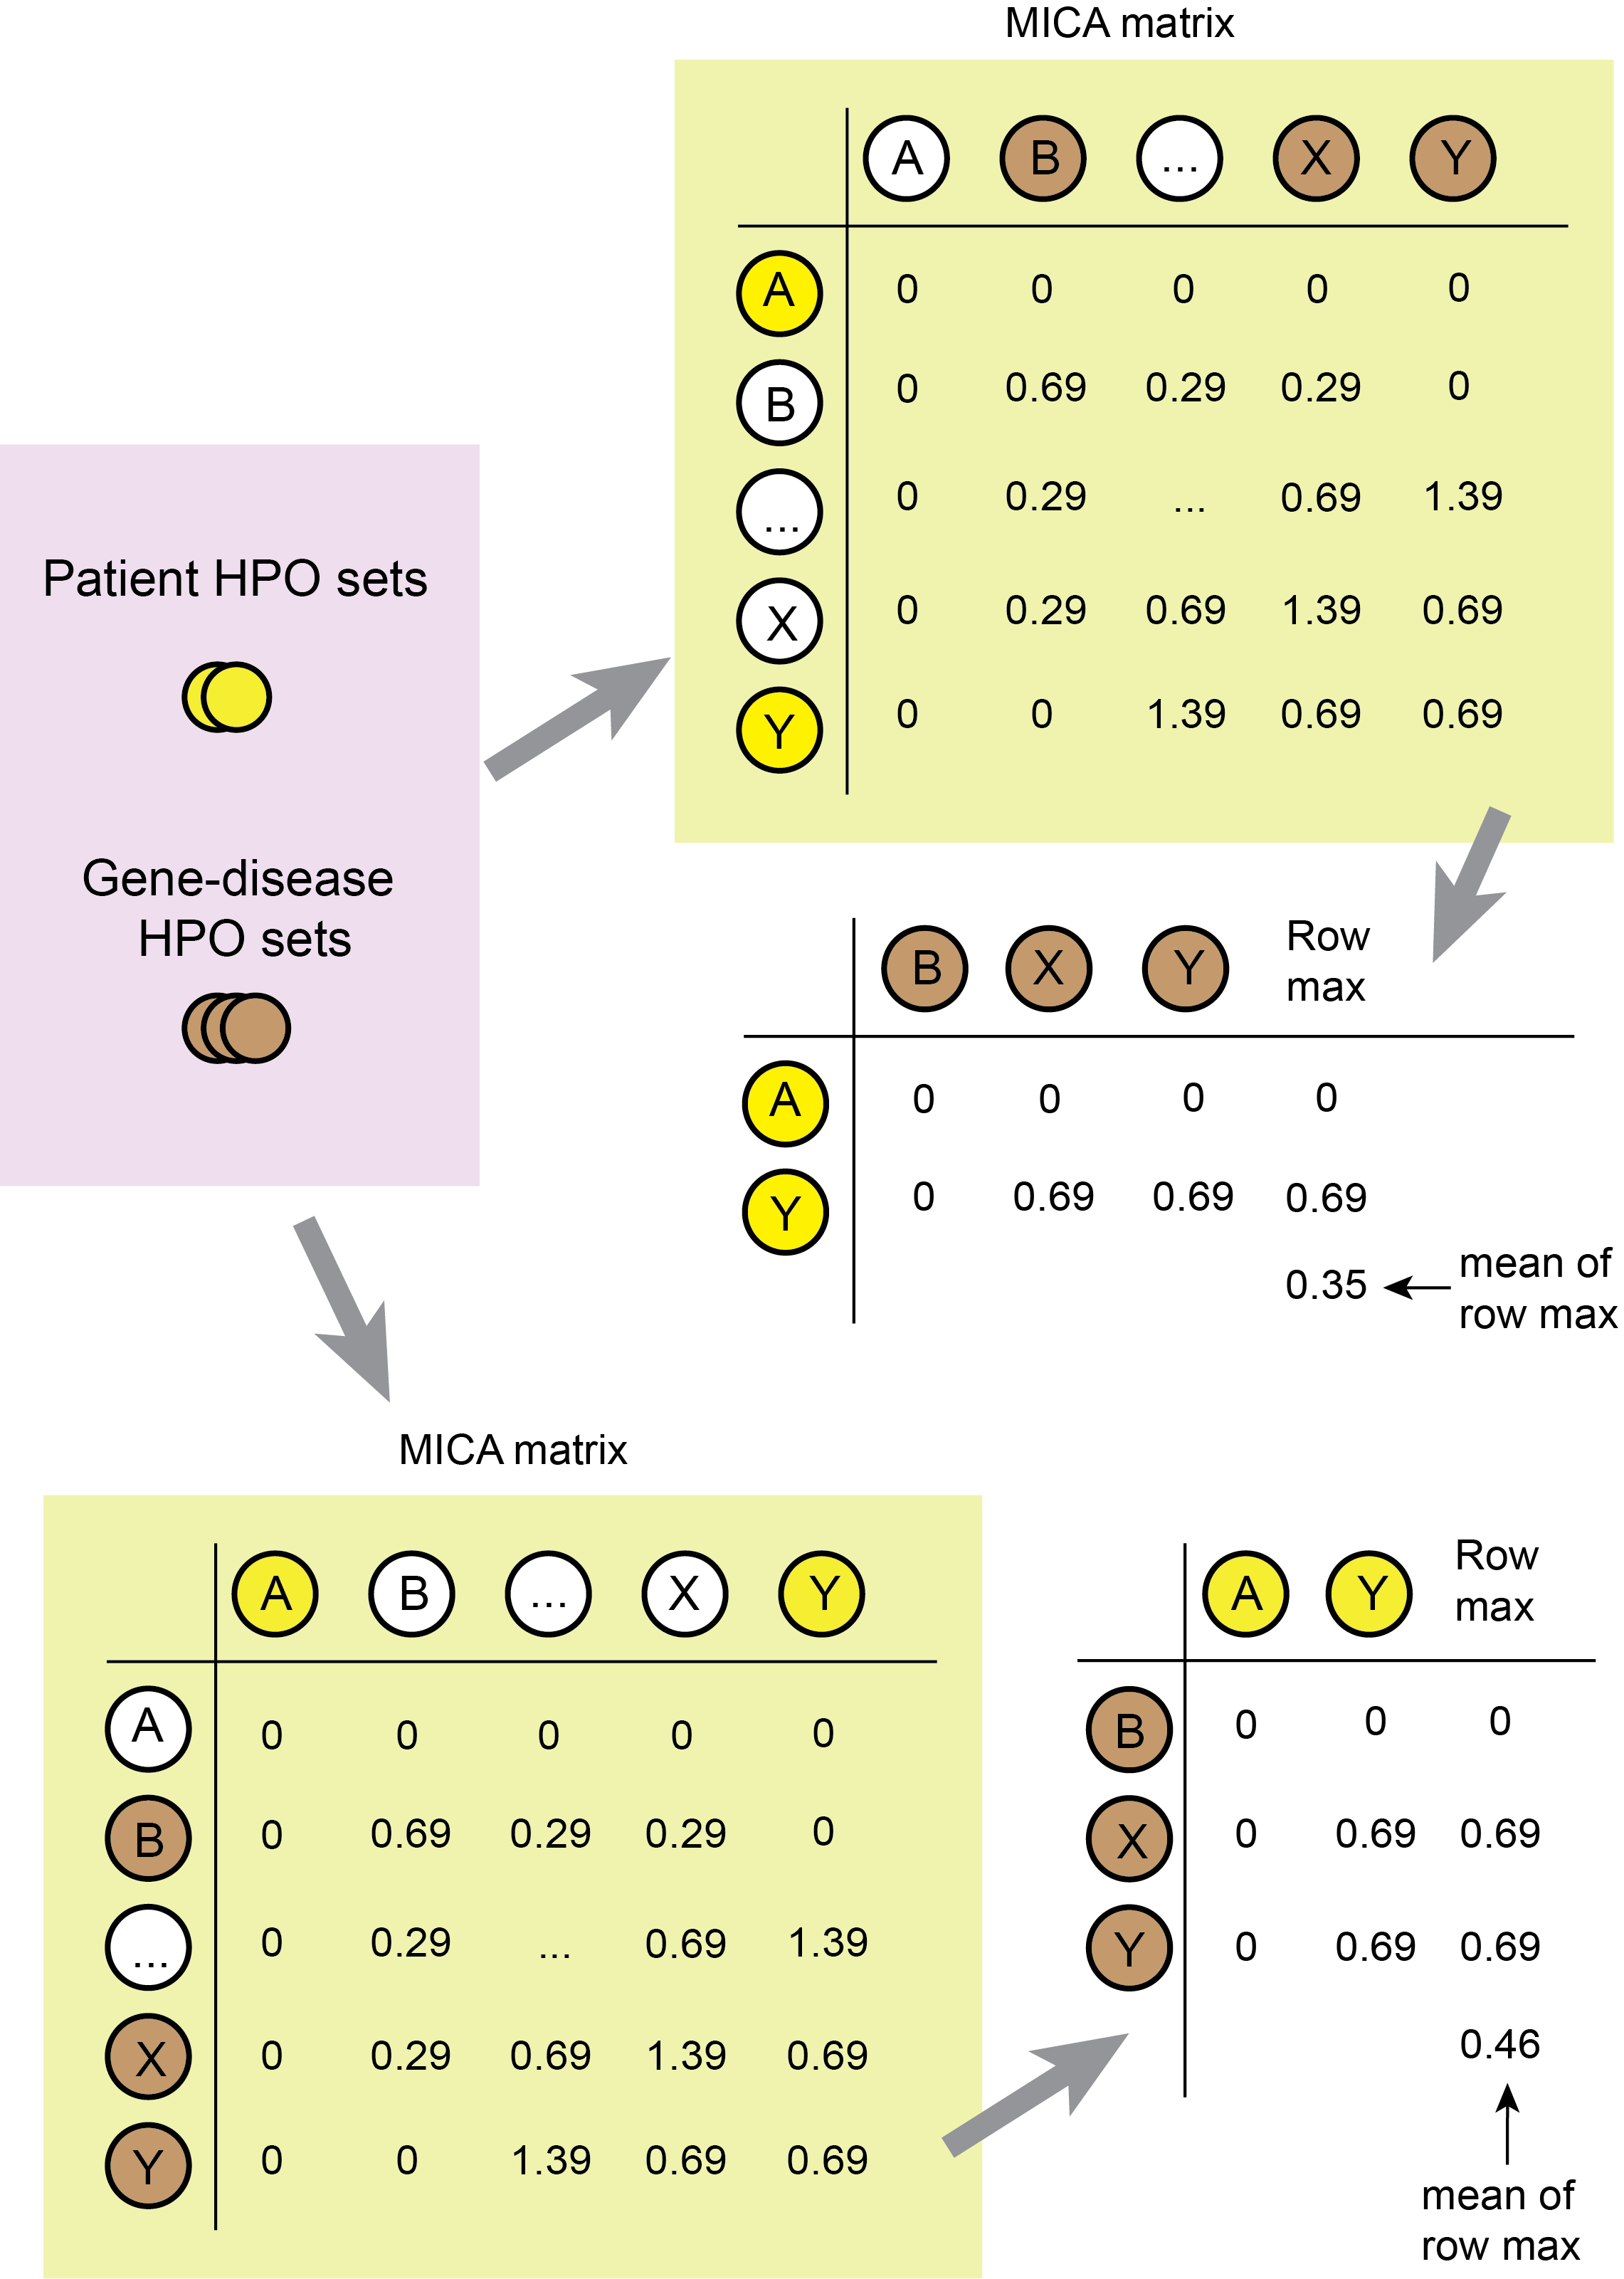 MICA matrix
A B ... X Y
A 0 0 0 0 0
B 0 0.69 0.29 0.29 0
... 0 0.29 ... 0.69 1.39
X 0 0.29 0.69 1.39 0.69
Y 0 0 1.39 0.69 0.69
Patient HPO sets
Gene-disease
HPO sets
B X Y Row
max
A 0 0 0 0
Y 0 0.69 0.69 0.69
0.35 mean of
row max
MICA matrix
A B ... X Y
A 0 0 0 0 0
B 0 0.69 0.29 0.29 0
... 0 0.29 ... 0.69 1.39
X 0 0.29 0.69 1.39 0.69
Y 0 0 1.39 0.69 0.69
A Y Row
max
B 0 0 0
X 0 0.69 0.69
Y 0 0.69 0.69
0.46
mean of
row max